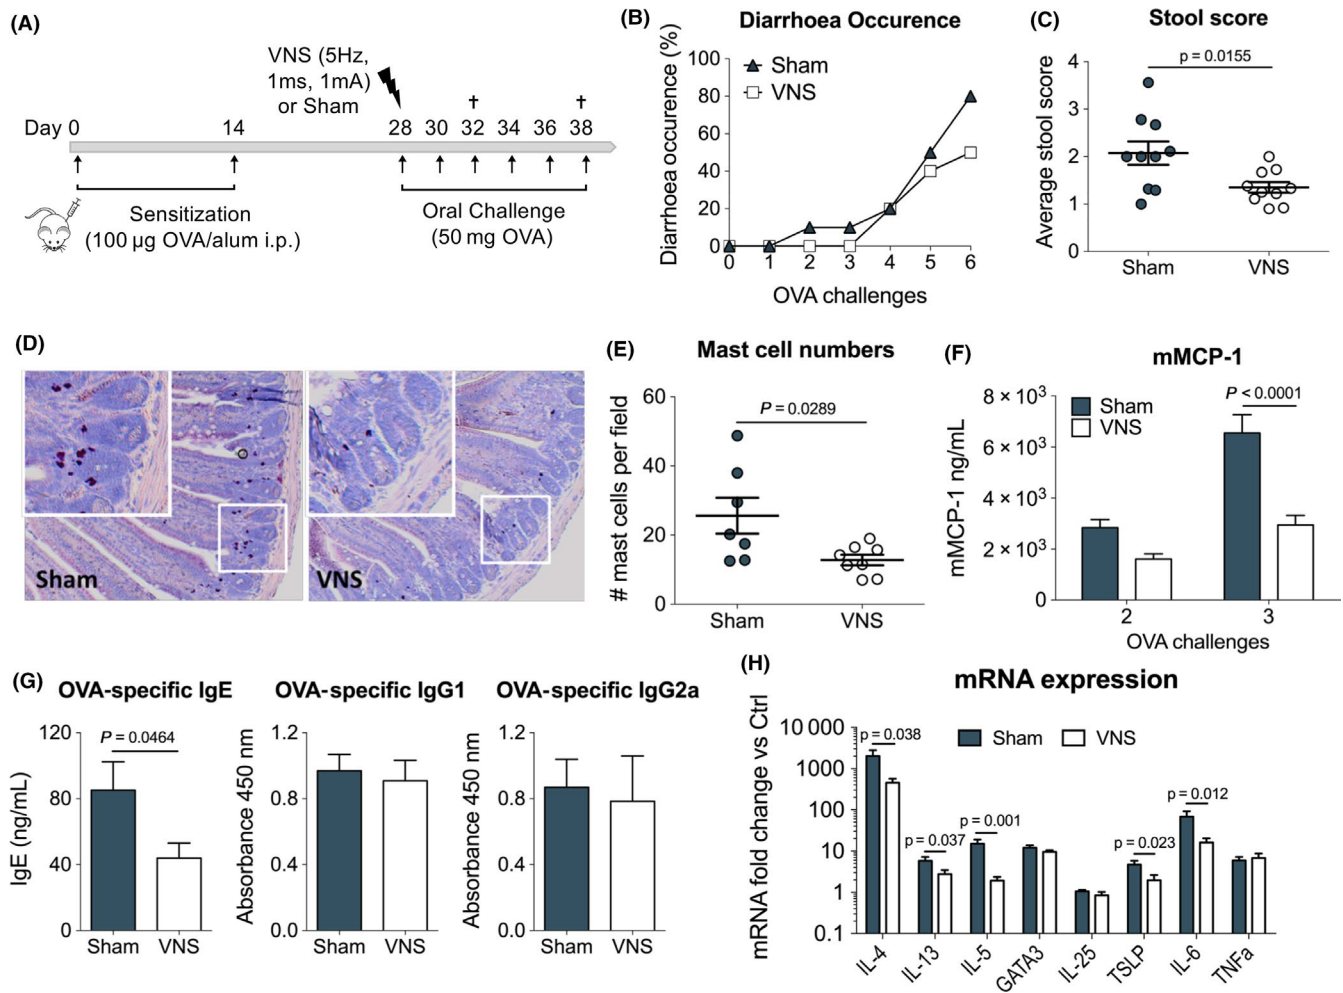 (A)
VNS (5Hz,
1ms, 1mA)
or Sham
† †
Day 0 14 28 30 32 34 36 38
Sensitization
(100 µg OVA/alum i.p.)
Oral Challenge
(50 mg OVA)
(B)
Diarrhoea Occurence
Diarrhoea occurence (%)
100
80
60
40
20
0
Sham
VNS
0 1 2 3 4 5 6
OVA challenges
(C)
Stool score
Average stool score
p = 0.0155
4
3
2
1
0
Sham VNS
(D)
Sham
VNS
(E)
Mast cell numbers
# mast cells per field
P = 0.0289
60
40
20
0
Sham VNS
(F)
mMCP-1
mMCP-1 ng/mL
8 × 10³
6 × 10³
4 × 10³
2 × 10³
0
Sham
VNS
P < 0.0001
2 3
OVA challenges
(G)
OVA-specific IgE
IgE (ng/mL)
P = 0.0464
120
80
40
0
Sham VNS
OVA-specific IgG1
Absorbance 450 nm
1.2
0.8
0.4
0.0
Sham VNS
OVA-specific IgG2a
Absorbance 450 nm
1.2
0.8
0.4
0.0
Sham VNS
(H)
mRNA expression
mRNA fold change vs Ctrl
10 000
1000
100
10
1
0.1
Sham VNS
p = 0.038
p = 0.037
p = 0.001
p = 0.023
p = 0.012
IL-4 IL-13 IL-5 GATA3 IL-25 TSLP IL-6 TNFa